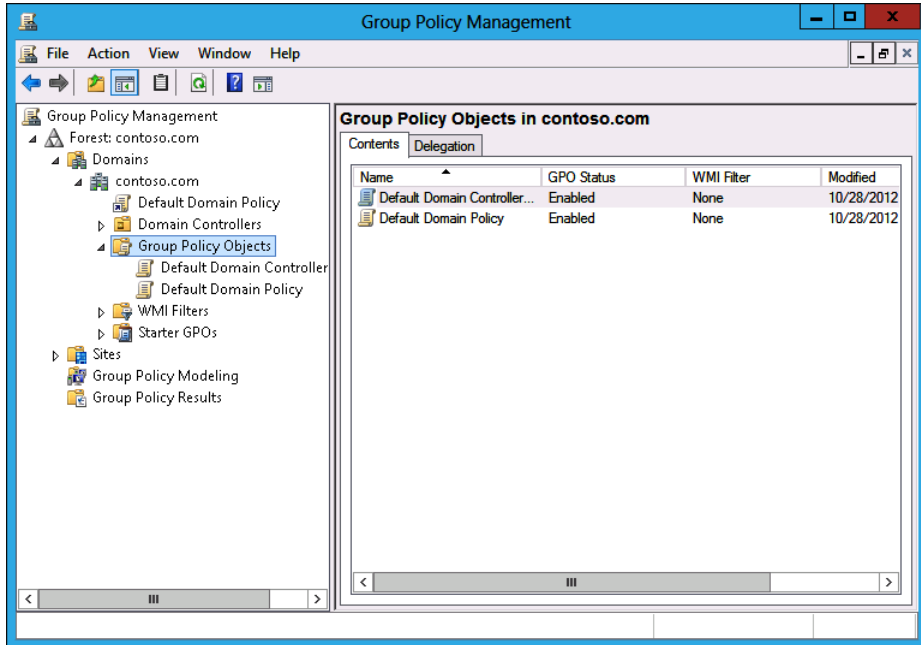 Group Policy Management
File Action View Window Help
Group Policy Management
Forest: contoso.com
Domains
contoso.com
Default Domain Policy
Domain Controllers
Group Policy Objects
Default Domain Controller
Default Domain Policy
WMI Filters
Starter GPOs
Sites
Group Policy Modeling
Group Policy Results
Group Policy Objects in contoso.com
Contents Delegation
Name GPO Status WMI Filter Modified
Default Domain Controller... Enabled None 10/28/2012
Default Domain Policy Enabled None 10/28/2012